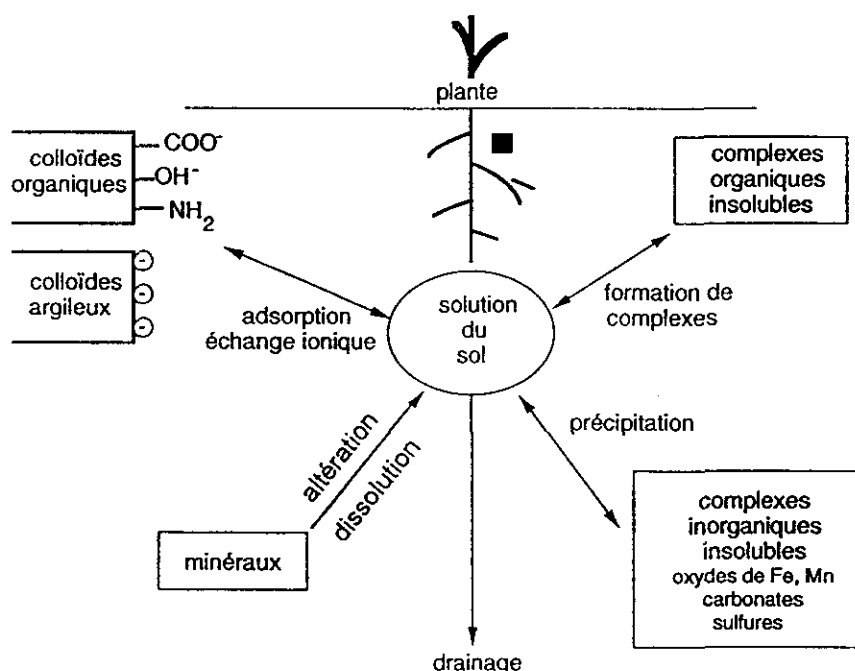 plante
colloïdes
organiques
COO⁻
OH⁻
NH₂
colloïdes
argileux
-
-
-
adsorption
échange ionique
solution
du
sol
complexes
organiques
insolubles
formation de
complexes
précipitation
altération
dissolution
minéraux
complexes
inorganiques
insolubles
oxydes de Fe, Mn
carbonates
sulfures
drainage